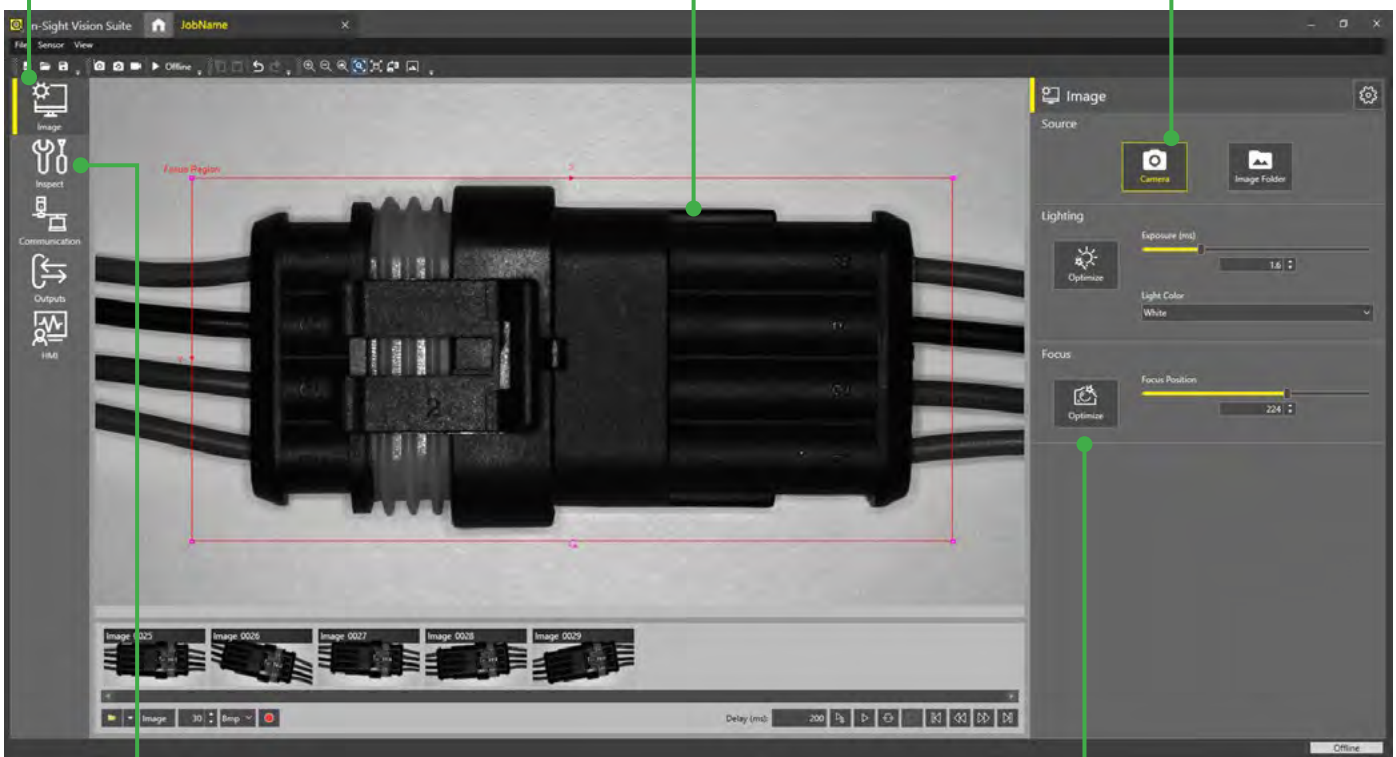 In-Sight Vision Suite JobName
File Sensor View
Offline
Image
Inspect
Communication
Outputs
HMI
Focus Region
2
Image 0025 Image 0026 Image 0027 Image 0028 Image 0029
Image 30 Bmp Delay (ms): 200
Image
Source
Camera Image Folder
Lighting
Exposure (ms)
Optimize
1.6
Light Color
White
Focus
Focus Position
Optimize
224
Offline